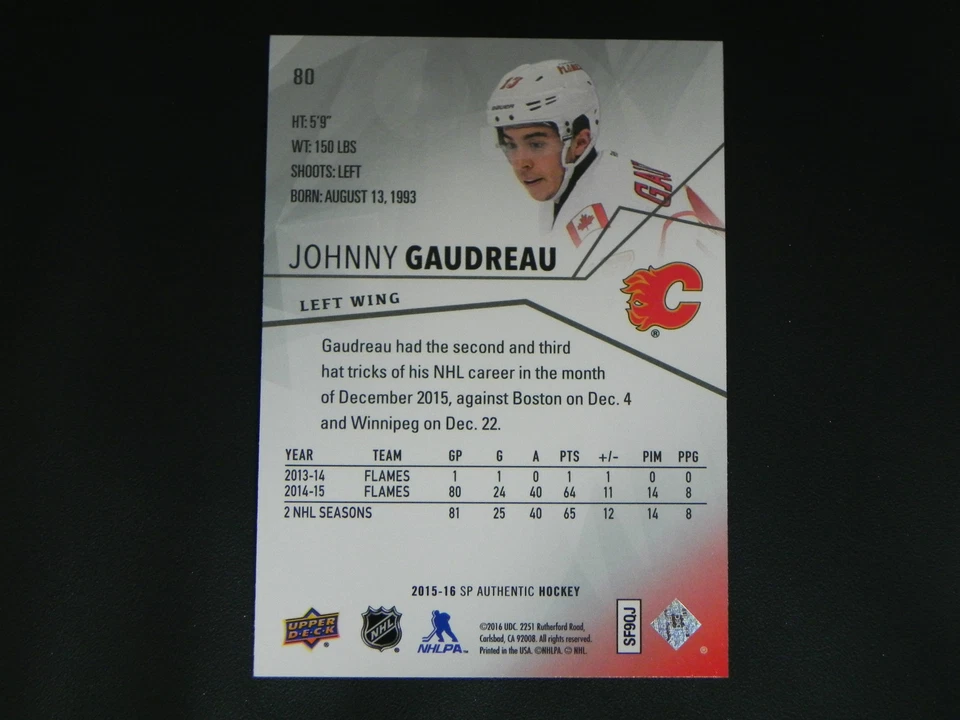 80
HT: 5'9"
WT: 150 LBS
SHOOTS: LEFT
BORN: AUGUST 13, 1993
13
GAU
JOHNNY GAUDREAU
LEFT WING
C
®
Gaudreau had the second and third
hat tricks of his NHL career in the month
of December 2015, against Boston on Dec. 4
and Winnipeg on Dec. 22.
YEAR TEAM GP G A PTS +/- PIM PPG
2013-14 FLAMES 1 1 0 1 1 0 0
2014-15 FLAMES 80 24 40 64 11 14 8
2 NHL SEASONS 81 25 40 65 12 14 8
2015-16 SP AUTHENTIC HOCKEY
UPPER DECK
NHL
NHLPA
©2016 UDC. 2251 Rutherford Road,
Carlsbad, CA 92008. All rights reserved.
Printed in the USA. ©NHLPA. © NHL.
SF9QJ